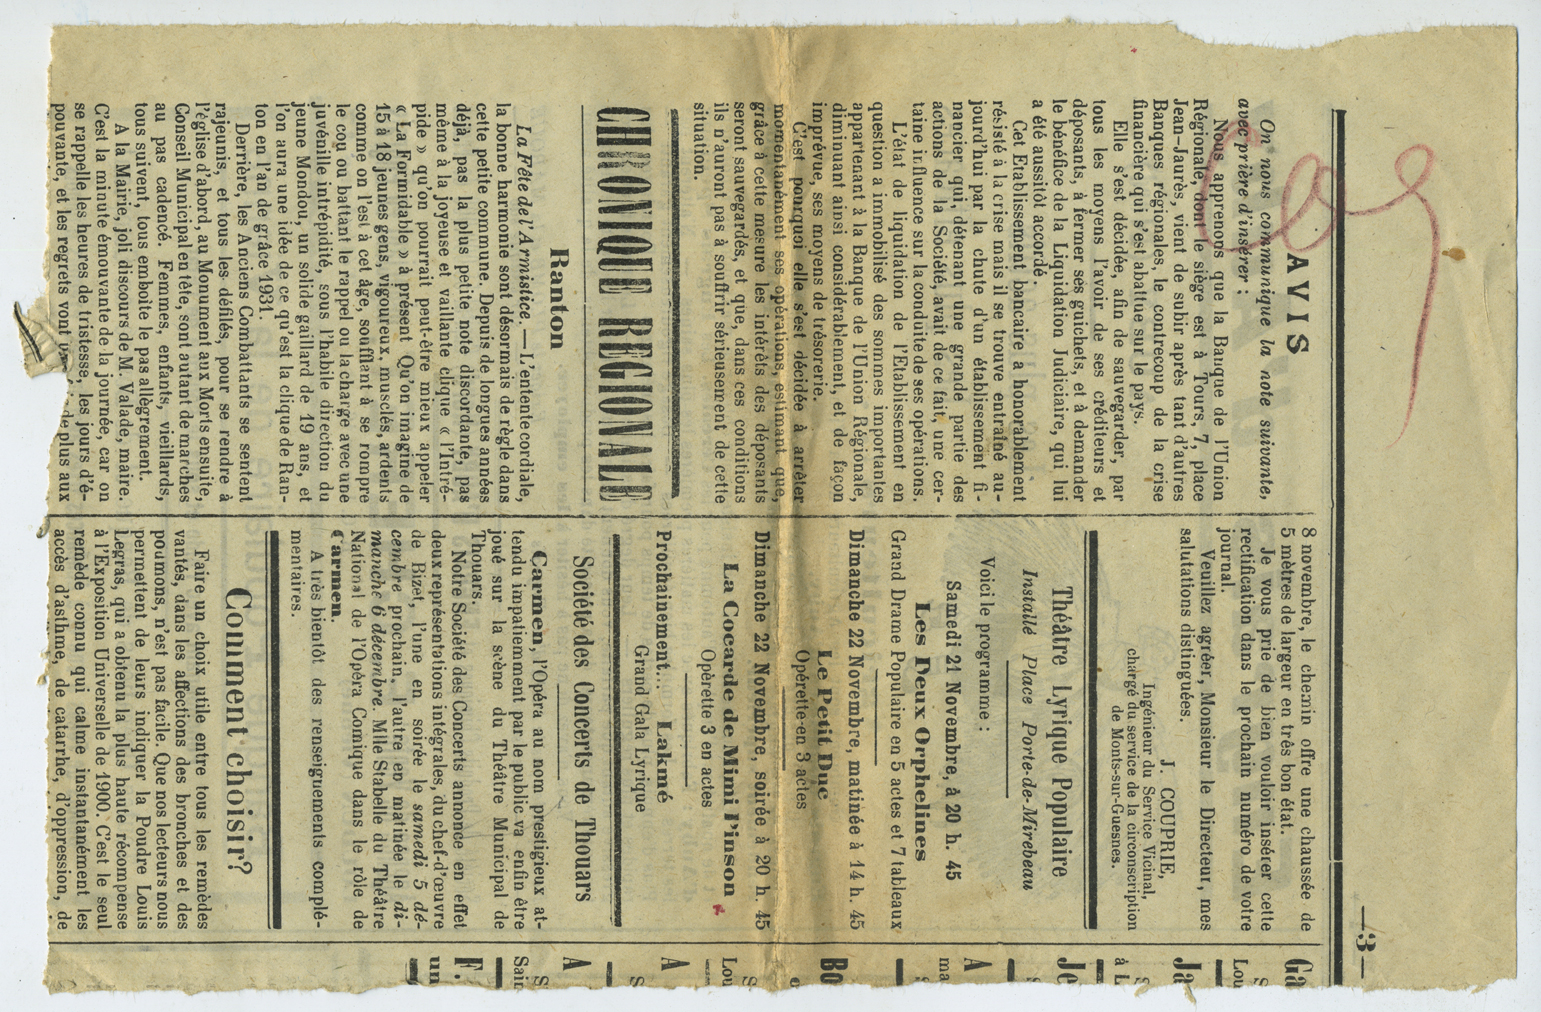 —3—
AVIS
On nous communique la note suivante,
avec prière d'insérer :
Nous apprenons que la Banque de l'Union
Régionale, dont le siège est à Tours, 7, place
Jean-Jaurès, vient de subir après tant d'autres
Banques régionales, le contrecoup de la crise
financière qui s'est abattue sur le pays.
Elle s'est décidée, afin de sauvegarder, par
tous les moyens l'avoir de ses créditeurs et
déposants, à fermer ses guichets, et à demander
le bénéfice de la Liquidation Judiciaire, qui lui
a été aussitôt accordé.
Cet Etablissement bancaire a honorablement
résisté à la crise mais il se trouve entraîné au-
jourd'hui par la chute d'un établissement fi-
nancier qui, détenant une grande partie des
actions de la Société, avait de ce fait, une cer-
taine influence sur la conduite de ses opérations.
L'état de liquidation de l'Etablissement en
question a immobilisé des sommes importantes
appartenant à la Banque de l'Union Régionale,
diminuant ainsi considérablement, et de façon
imprévue, ses moyens de trésorerie.
C'est pourquoi elle s'est décidée à arrêter
momentanément ses opérations, estimant que,
grâce à cette mesure les intérêts des déposants
seront sauvegardés, et que, dans ces conditions
ils n'auront pas à souffrir sérieusement de cette
situation.
CHRONIQUE REGIONALE
Ranton
La Fête de l'Armistice. — L'entente cordiale,
la bonne harmonie sont désormais de règle dans
cette petite commune. Depuis de longues années
déjà, pas la plus petite note discordante, pas
même à la joyeuse et vaillante clique « l'Intré-
pide » qu'on pourrait peut-être mieux appeler
« La Formidable » à présent Qu'on imagine de
15 à 18 jeunes gens, vigoureux, musclés, ardents
comme on l'est à cet âge, soufflant à se rompre
le cou ou battant le rappel ou la charge avec une
juvénille intrépidité, sous l'habile direction du
jeune Mondou, un solide gaillard de 19 ans, et
l'on aura une idée de ce qu'est la clique de Ran-
ton en l'an de grâce 1931.
Derrière, les Anciens Combattants se sentent
rajeunis, et tous les défilés, pour se rendre à
l'église d'abord, au Monument aux Morts ensuite,
Conseil Municipal en tête, sont autant de marches
au pas cadencé. Femmes, enfants, vieillards,
tous suivent, tous emboîte le pas allègrement.
A la Mairie, joli discours de M. Valade, maire.
C'est la minute émouvante de la journée, car on
se rappelle les heures de tristesse, les jours d'é-
pouvante, et les regrets vont de plus aux
8 novembre, le chemin offre une chaussée de
5 mètres de largeur en très bon état.
Je vous prie de bien vouloir insérer cette
rectification dans le prochain numéro de votre
journal.
Veuillez agréer, Monsieur le Directeur, mes
salutations distinguées.
J. COUPRIE,
Ingénieur du Service Vicinal,
chargé du service de la circonscription
de Monts-sur-Guesnes.
Théâtre Lyrique Populaire
Installé Place Porte-de-Mirebeau
Voici le programme :
Samedi 21 Novembre, à 20 h. 45
Les Deux Orphelines
Grand Drame Populaire en 5 actes et 7 tableaux
Dimanche 22 Novembre, matinée à 14 h. 45
Le Petit Duc
Opérette en 3 actes
Dimanche 22 Novembre, soirée à 20 h. 45
La Cocarde de Mimi Pinson
Opérette 3 en actes
Prochainement... Lakmé
Grand Gala Lyrique
Société des Concerts de Thouars
Carmen, l'Opéra au nom prestigieux at-
tendu impatiemment par le public va enfin être
joué sur la scène du Théâtre Municipal de
Thouars.
Notre Société des Concerts annonce en effet
deux représentations intégrales, du chef-d'œuvre
de Bizet, l'une en soirée le samedi 5 dé-
cembre prochain, l'autre en matinée le di-
manche 6 décembre. Mlle Stabelle du Théâtre
National de l'Opéra Comique dans le rôle de
Carmen.
A très bientôt des renseignements complé-
mentaires.
Comment choisir?
Faire un choix utile entre tous les remèdes
vantés, dans les affections des bronches et des
poumons, n'est pas facile. Que nos lecteurs nous
permettent de leurs indiquer la Poudre Louis
Legras, qui a obtenu la plus haute récompense
à l'Exposition Universelle de 1900. C'est le seul
remède connu qui calme instantanément les
accès d'asthme, de catarrhe, d'oppression, de
Ga
S
Lou
Ja
S
à L
Je
A
ma
S
Bo
e
Lou
A
S
A
S
Sain
F.
un